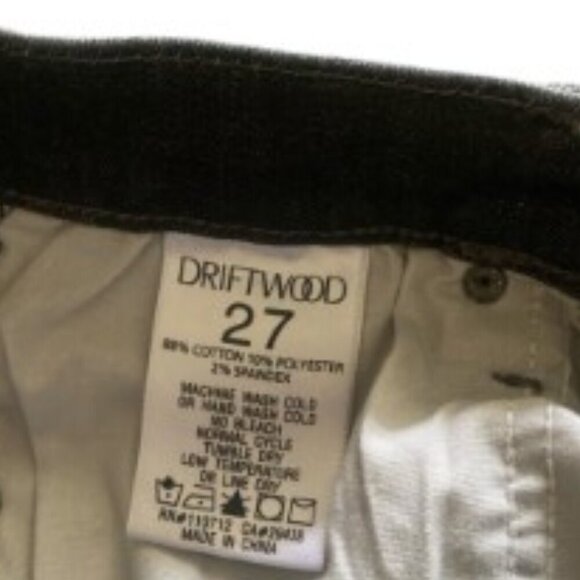 DRIFTWOOD
27
88% COTTON 10% POLYESTER
2% SPANDEX
MACHINE WASH COLD
OR HAND WASH COLD
NO BLEACH
NORMAL CYCLE
TUMBLE DRY
LOW TEMPERATURE
OR LINE DRY
MADE IN CHINA